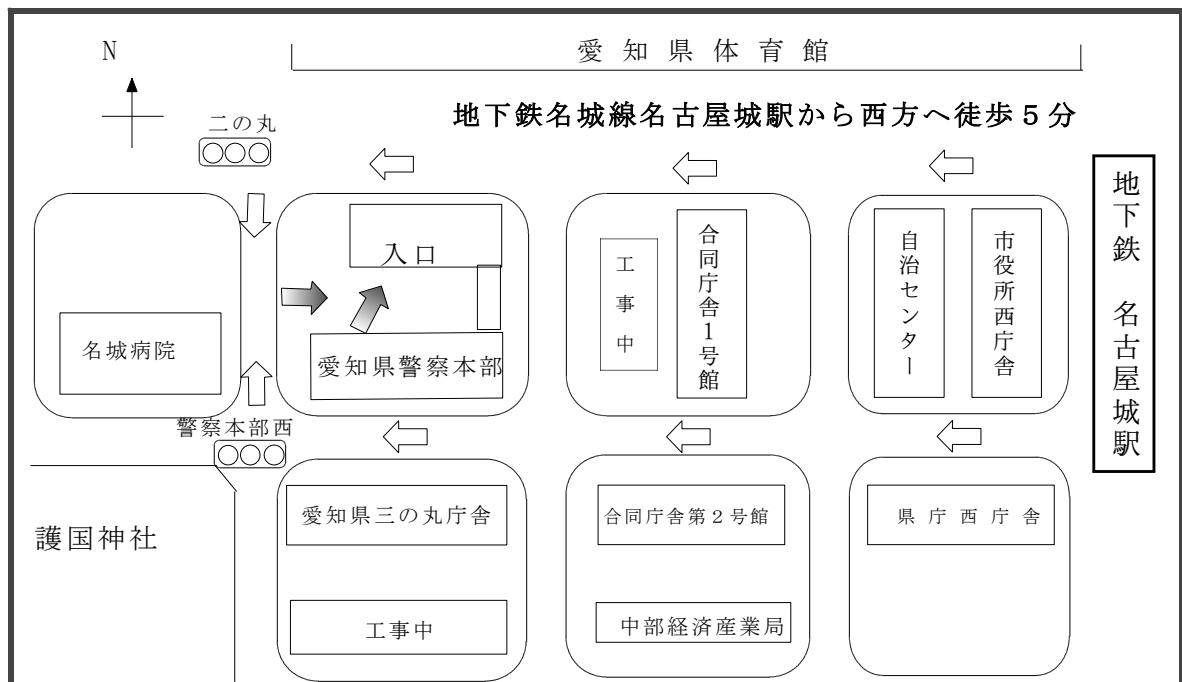 N
愛知県体育館
地下鉄名城線名古屋城駅から西方へ徒歩５分
二の丸
地下鉄　名古屋城駅
入口
工事中
合同庁舎１号館
自治センター
市役所西庁舎
名城病院
愛知県警察本部
警察本部西
愛知県三の丸庁舎
合同庁舎第２号館
県庁西庁舎
護国神社
工事中
中部経済産業局